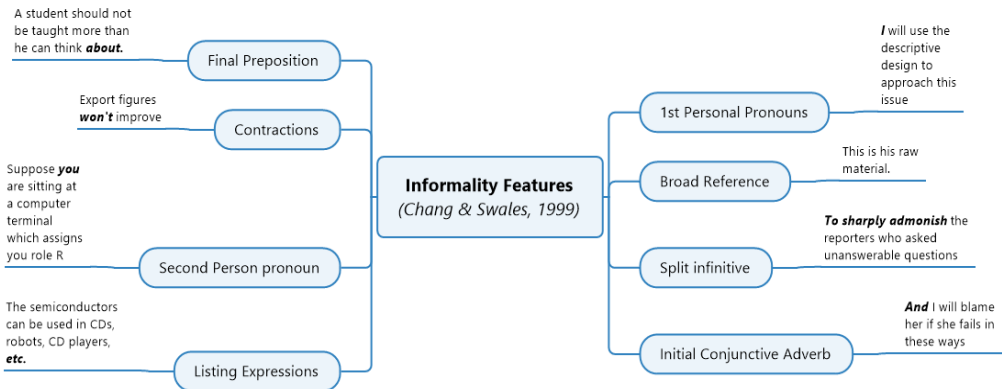 A student should not
be taught more than
he can think about.
Final Preposition
Export figures
won't improve
Contractions
Suppose you
are sitting at
a computer
terminal
which assigns
you role R
Second Person pronoun
The semiconductors
can be used in CDs,
robots, CD players,
etc.
Listing Expressions
Informality Features
(Chang & Swales, 1999)
I will use the
descriptive
design to
approach this
issue
1st Personal Pronouns
This is his raw
material.
Broad Reference
To sharply admonish the
reporters who asked
unanswerable questions
Split infinitive
And I will blame
her if she fails in
these ways
Initial Conjunctive Adverb